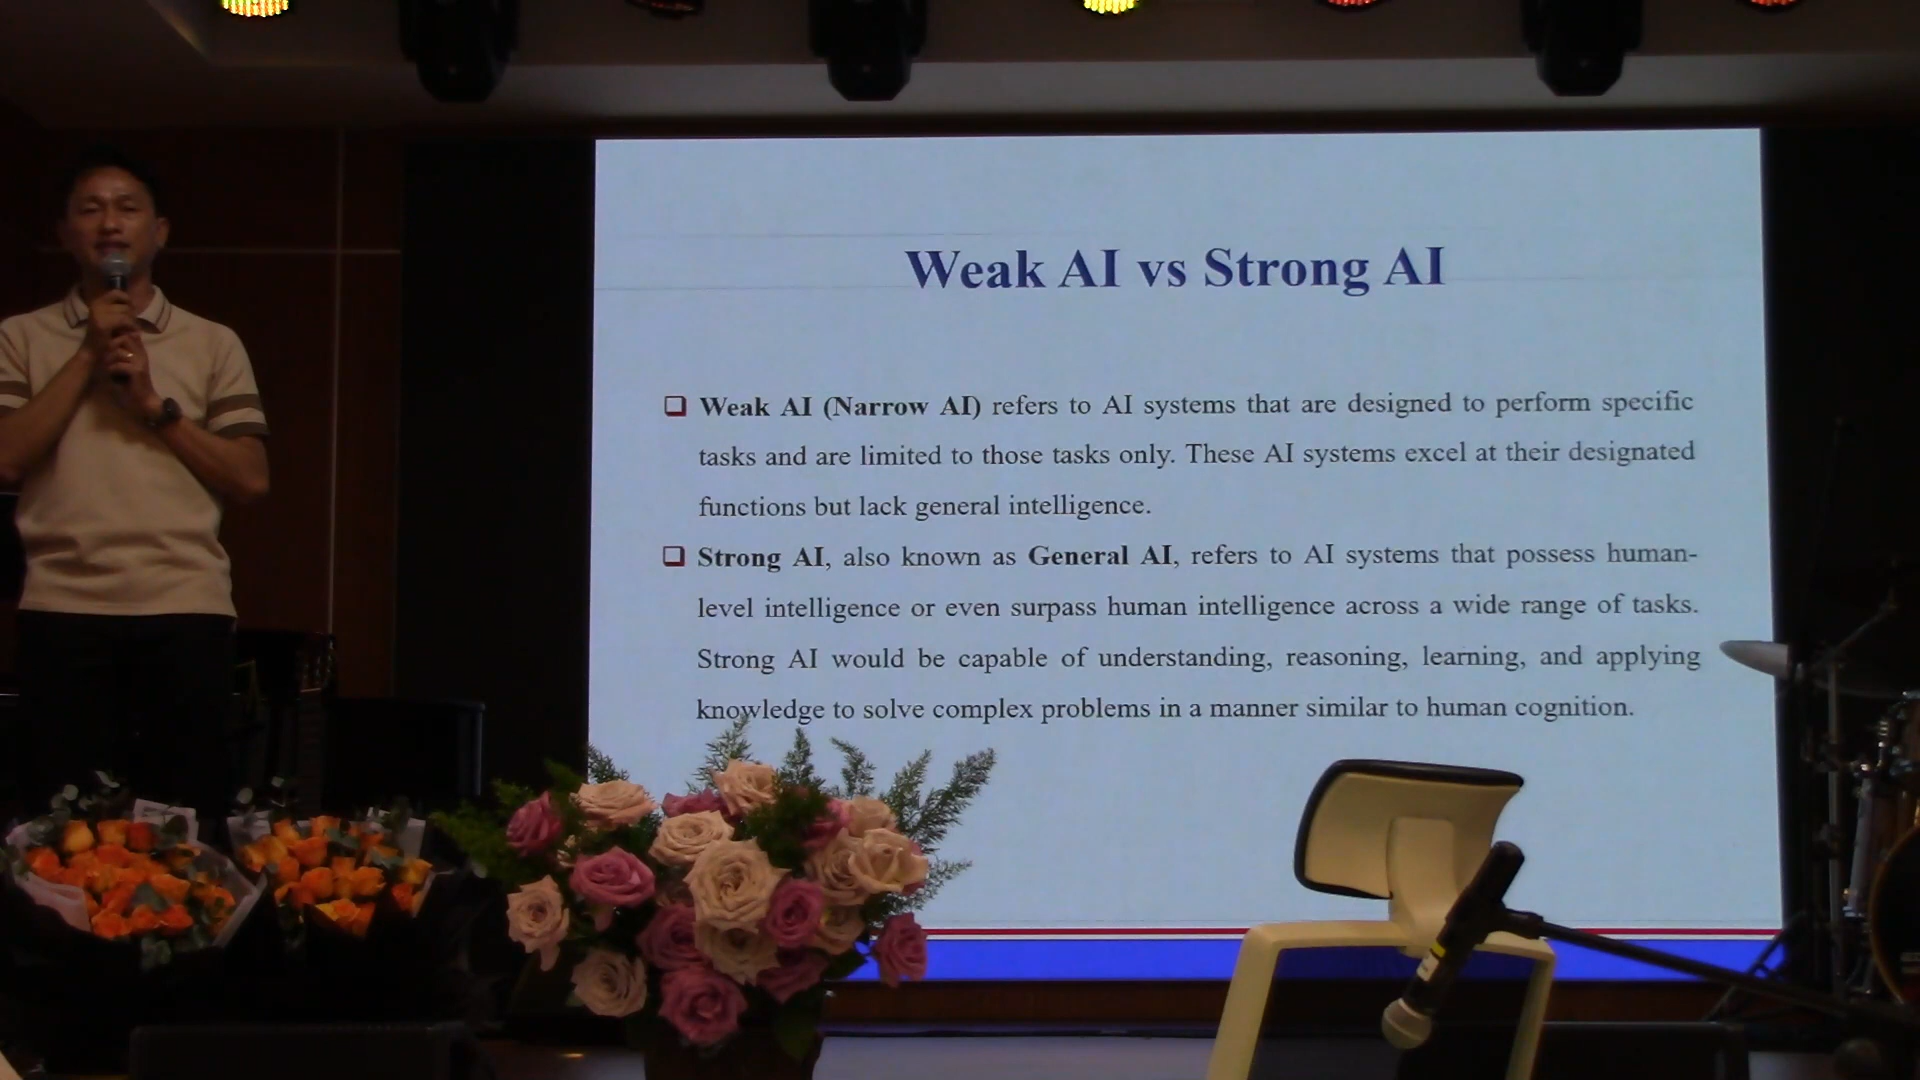 Weak AI vs Strong AI
Weak AI (Narrow AI) refers to AI systems that are designed to perform specific
tasks and are limited to those tasks only. These AI systems excel at their designated
functions but lack general intelligence.
Strong AI, also known as General AI, refers to AI systems that possess human-
level intelligence or even surpass human intelligence across a wide range of tasks.
Strong AI would be capable of understanding, reasoning, learning, and applying
knowledge to solve complex problems in a manner similar to human cognition.